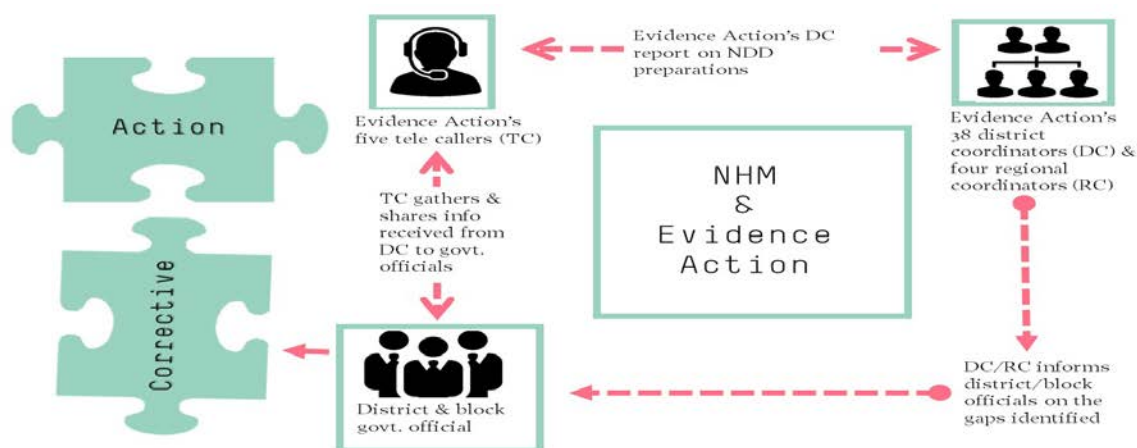 Action
Corrective
Evidence Action's
five tele callers (TC)
Evidence Action's DC
report on NDD
preparations
Evidence Action's
38 district
coordinators (DC) &
four regional
coordinators (RC)
TC gathers &
shares info
received from
DC to govt.
officials
NHM
&
Evidence
Action
District & block
govt. official
DC/RC informs
district/block
officials on the
gaps identified